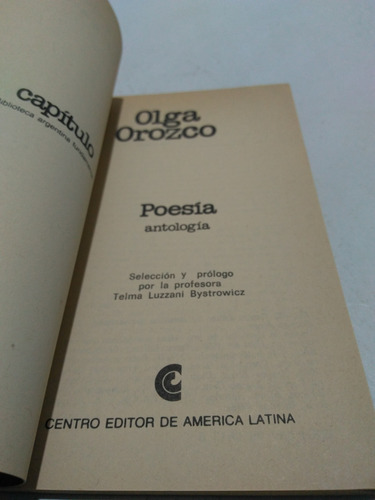 capítulo
biblioteca argentina fundamental
Olga
Orozco
Poesía
antología
Selección y prólogo
por la profesora
Telma Luzzani Bystrowicz
CENTRO EDITOR DE AMERICA LATINA